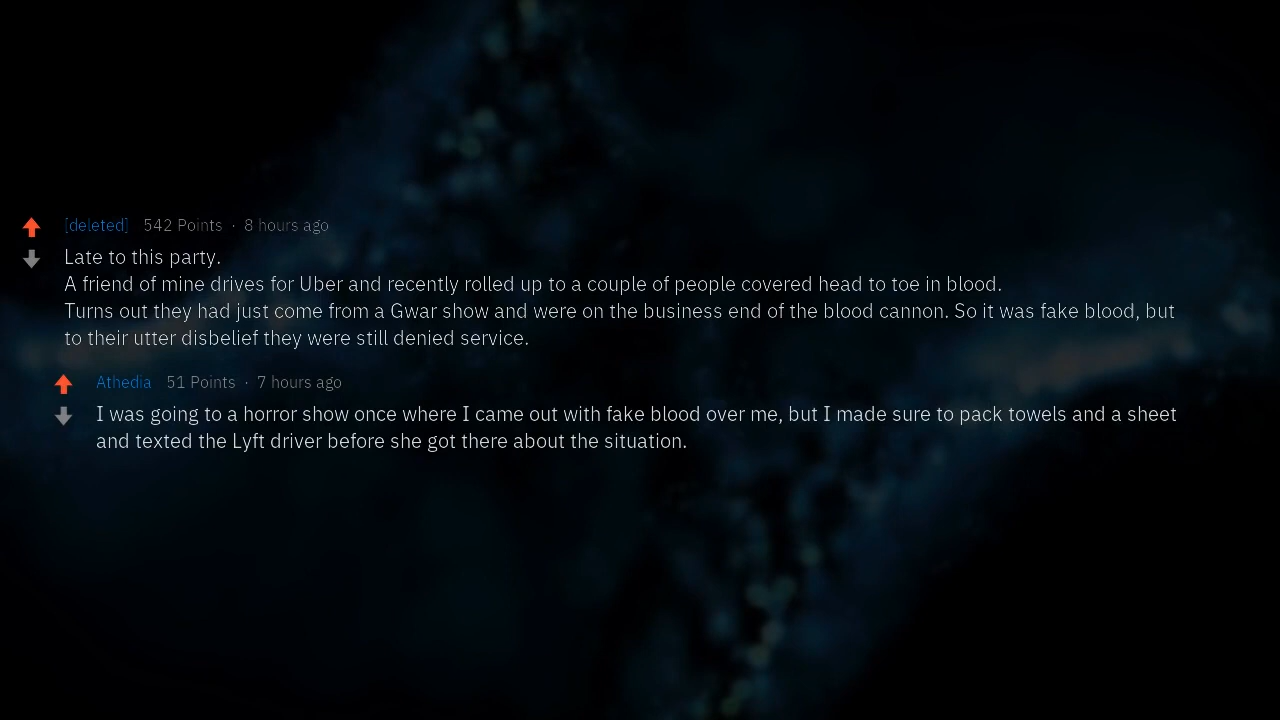 [deleted] 542 Points · 8 hours ago
Late to this party.
A friend of mine drives for Uber and recently rolled up to a couple of people covered head to toe in blood.
Turns out they had just come from a Gwar show and were on the business end of the blood cannon. So it was fake blood, but
to their utter disbelief they were still denied service.
Athedia 51 Points · 7 hours ago
I was going to a horror show once where I came out with fake blood over me, but I made sure to pack towels and a sheet
and texted the Lyft driver before she got there about the situation.